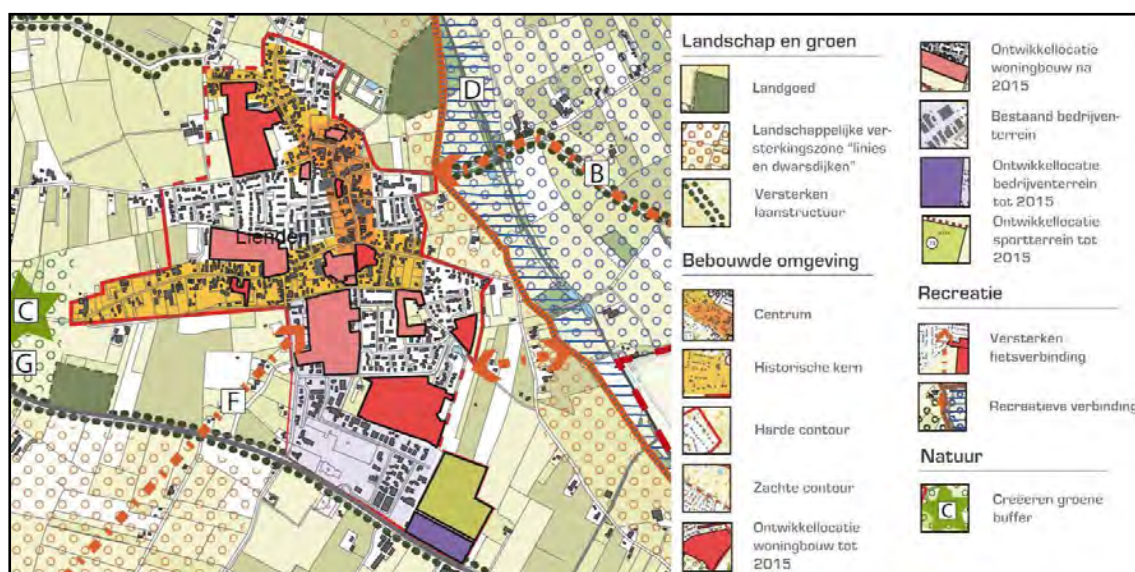 D
B
Lienden
C
G
F
Landschap en groen
Landgoed
Landschappelijke ver-
sterkingszone "linies
en dwarsdijken"
Versterken
laanstructuur
Bebouwde omgeving
Centrum
Historische kern
Harde contour
Zachte contour
Ontwikkellocatie
woningbouw tot
2015
Ontwikkellocatie
woningbouw na
2015
Bestaand bedrijven-
terrein
Ontwikkellocatie
bedrijventerrein
tot 2015
Ontwikkellocatie
sportterrein tot
2015
Recreatie
Versterken
fietsverbinding
Recreatieve verbinding
Natuur
C
Creëeren groene
buffer